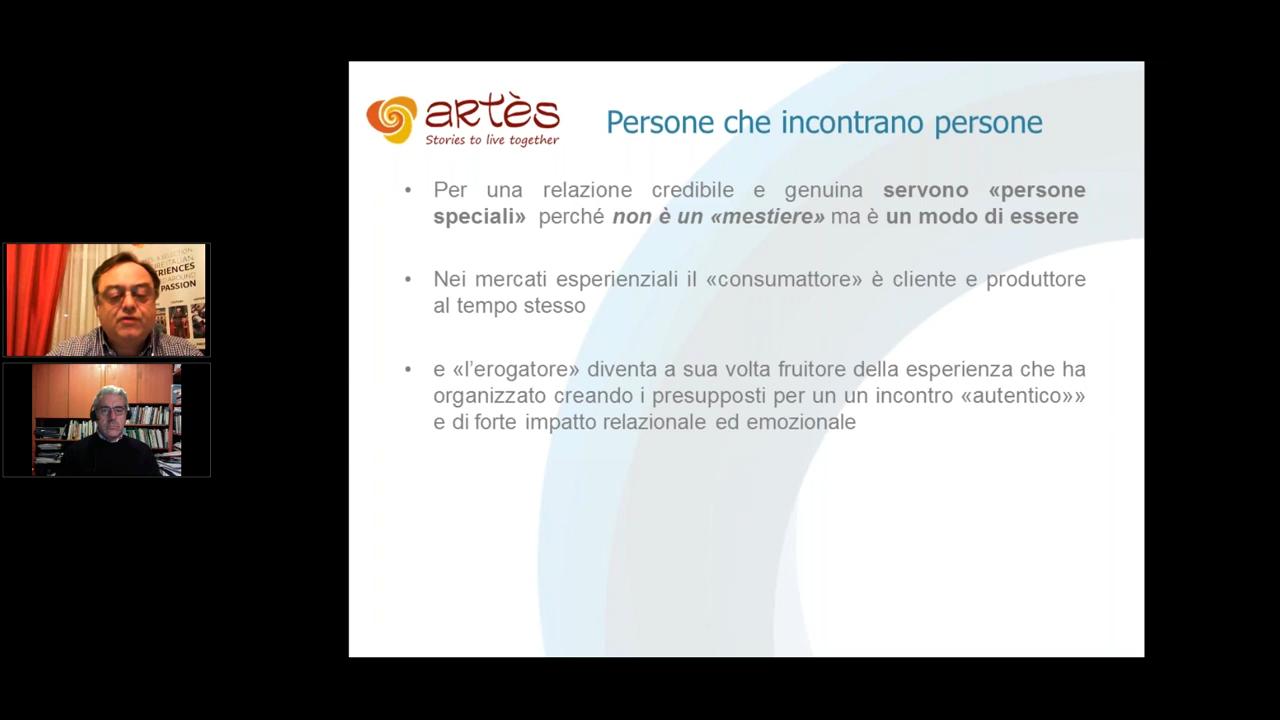 artès
Stories to live together
Persone che incontrano persone
• Per una relazione credibile e genuina servono «persone
speciali» perché non è un «mestiere» ma è un modo di essere
• Nei mercati esperienziali il «consumattore» è cliente e produttore
al tempo stesso
• e «l’erogatore» diventa a sua volta fruitore della esperienza che ha
organizzato creando i presupposti per un un incontro «autentico»»
e di forte impatto relazionale ed emozionale
PASSION